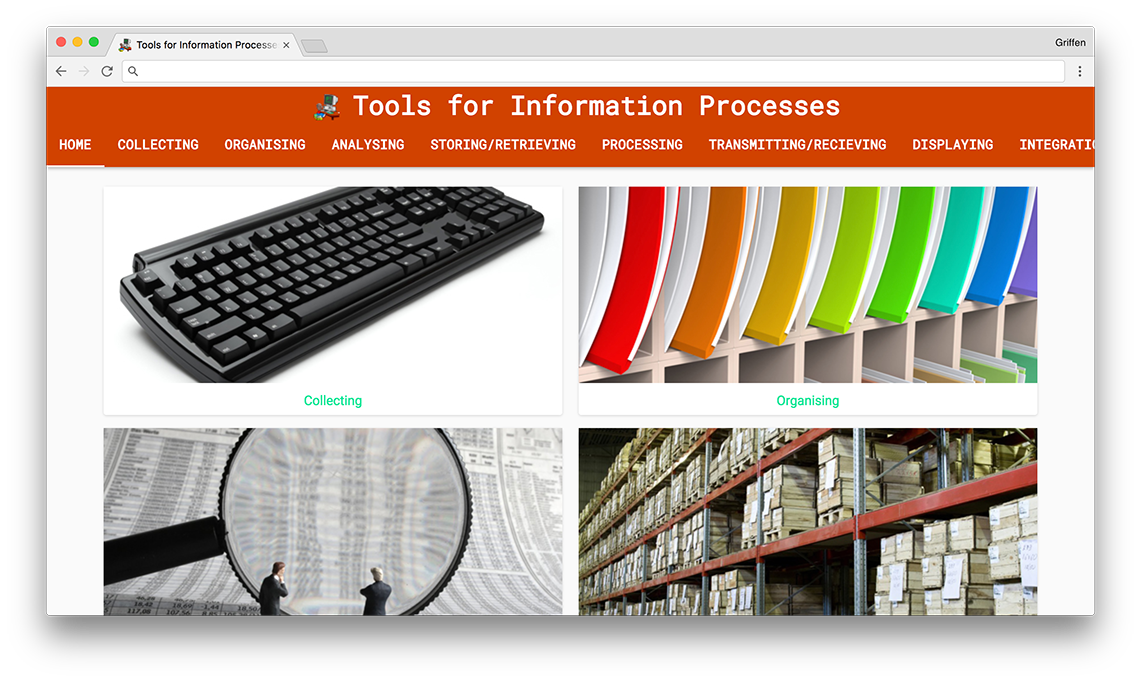 Tools for Information Processe
Griffen
Tools for Information Processes
HOME COLLECTING ORGANISING ANALYSING STORING/RETRIEVING PROCESSING TRANSMITTING/RECIEVING DISPLAYING INTEGRATIO
Collecting
Organising